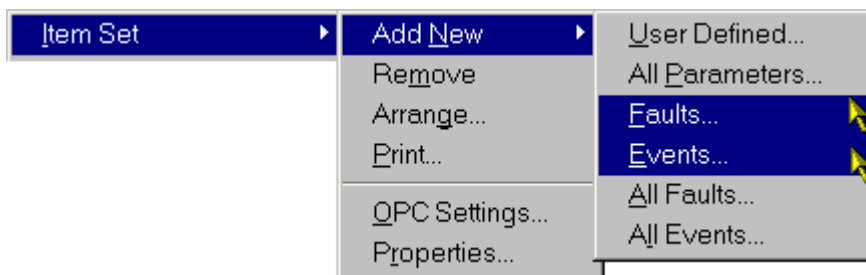 Item Set
Add New
Remove
Arrange...
Print...
OPC Settings...
Properties...
User Defined...
All Parameters...
Faults...
Events...
All Faults...
All Events...